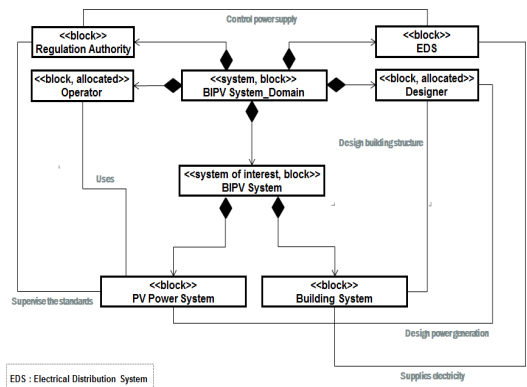 Control power supply
<<block>>
Regulation Authority
<<block>>
EDS
<<block, allocated>>
Operator
<<system, block>>
BIPV System_Domain
<<block, allocated>>
Designer
Design building structure
<<system of interest, block>>
BIPV System
Uses
<<block>>
PV Power System
<<block>>
Building System
Supervise the standards
Design power generation
Supplies electricity
EDS : Electrical Distribution System